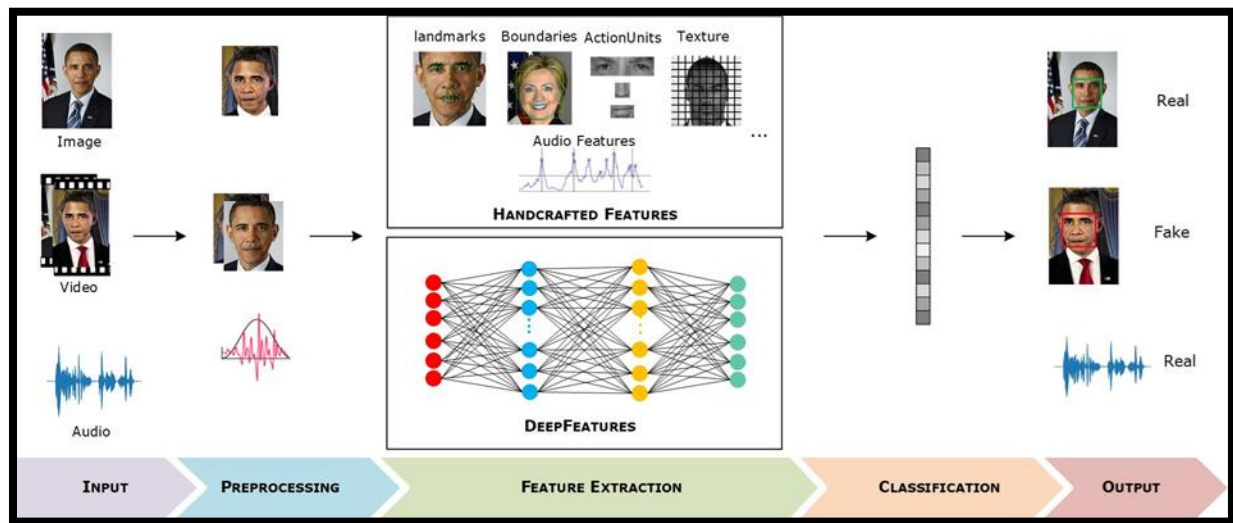 landmarks
Boundaries
ActionUnits
Texture
Image
Real
...
Audio Features
HANDCRAFTED FEATURES
Video
Fake
Audio
Real
DEEPFEATURES
INPUT
PREPROCESSING
FEATURE EXTRACTION
CLASSIFICATION
OUTPUT